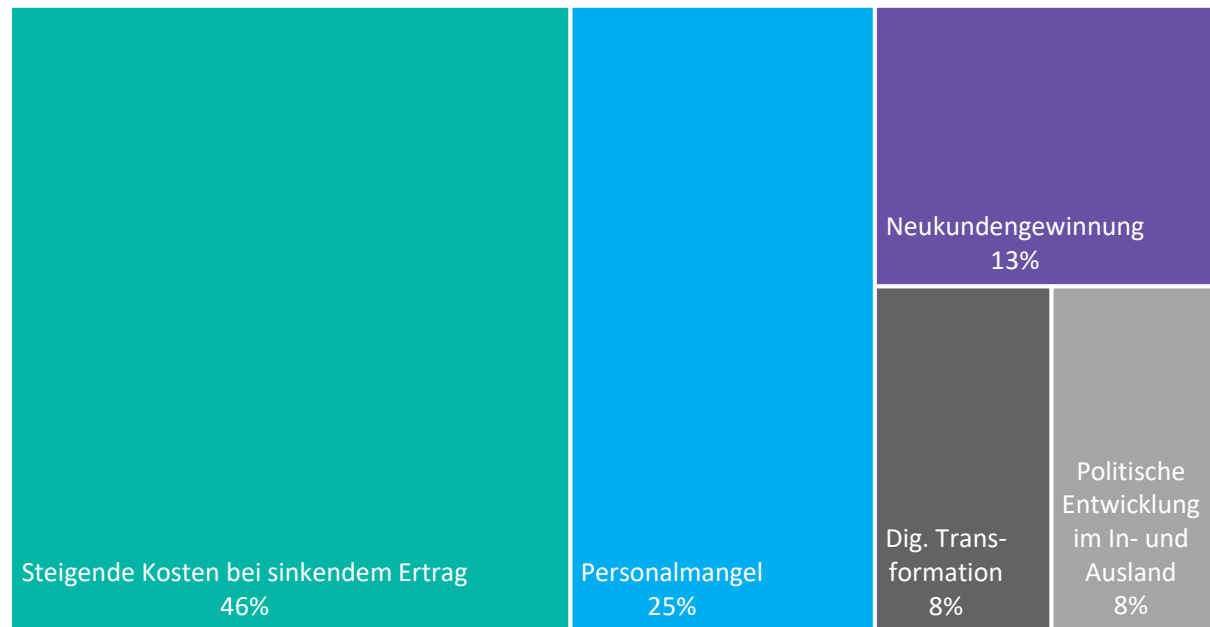 Steigende Kosten bei sinkendem Ertrag
46%
Personalmangel
25%
Neukundengewinnung
13%
Dig. Trans-
formation
8%
Politische
Entwicklung
im In- und
Ausland
8%